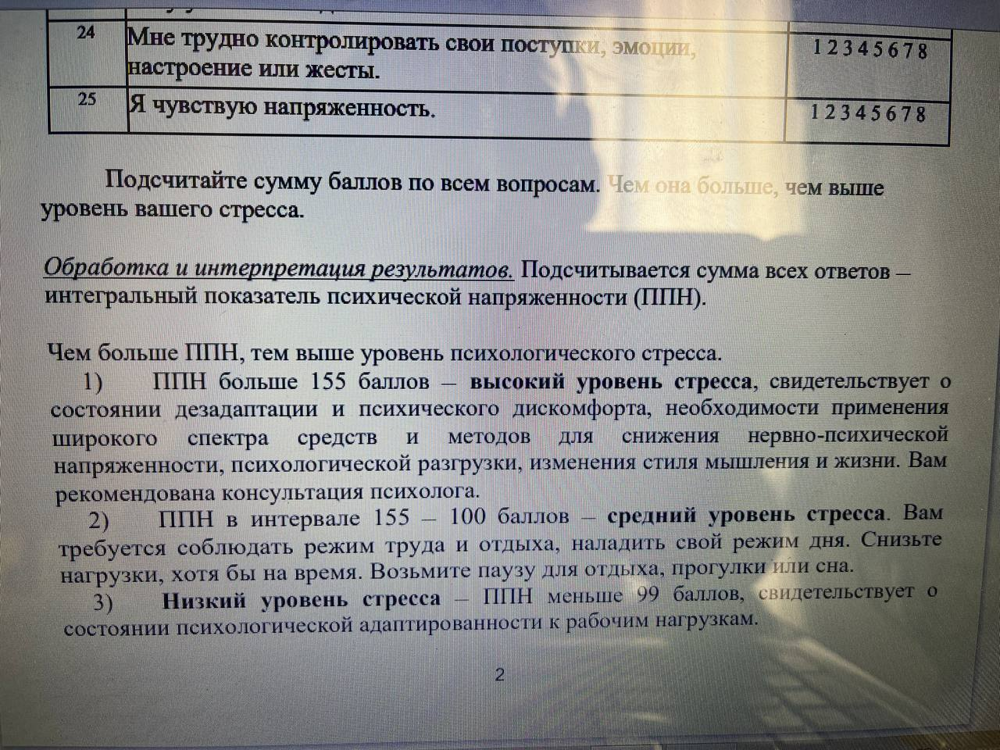 24 Мне трудно контролировать свои поступки, эмоции, 1 2 3 4 5 6 7 8
настроение или жесты.
25 Я чувствую напряженность. 1 2 3 4 5 6 7 8
Подсчитайте сумму баллов по всем вопросам. Чем она больше, чем выше
уровень вашего стресса.
Обработка и интерпретация результатов. Подсчитывается сумма всех ответов –
интегральный показатель психической напряженности (ППН).
Чем больше ППН, тем выше уровень психологического стресса.
1) ППН больше 155 баллов – высокий уровень стресса, свидетельствует о
состоянии дезадаптации и психического дискомфорта, необходимости применения
широкого спектра средств и методов для снижения нервно-психической
напряженности, психологической разгрузки, изменения стиля мышления и жизни. Вам
рекомендована консультация психолога.
2) ППН в интервале 155 – 100 баллов – средний уровень стресса. Вам
требуется соблюдать режим труда и отдыха, наладить свой режим дня. Снизьте
нагрузки, хотя бы на время. Возьмите паузу для отдыха, прогулки или сна.
3) Низкий уровень стресса – ППН меньше 99 баллов, свидетельствует о
состоянии психологической адаптированности к рабочим нагрузкам.
2